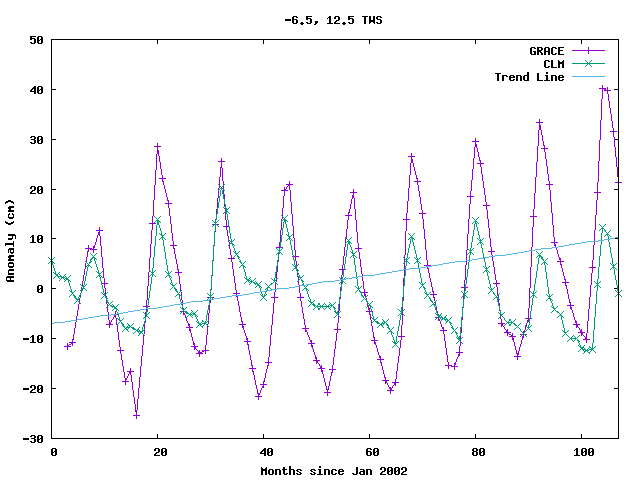 -6.5, 12.5 TWS
50
40
30
20
10
0
-10
-20
-30
Anomaly (cm)
GRACE
CLM
Trend Line
0 20 40 60 80 100
Months since Jan 2002